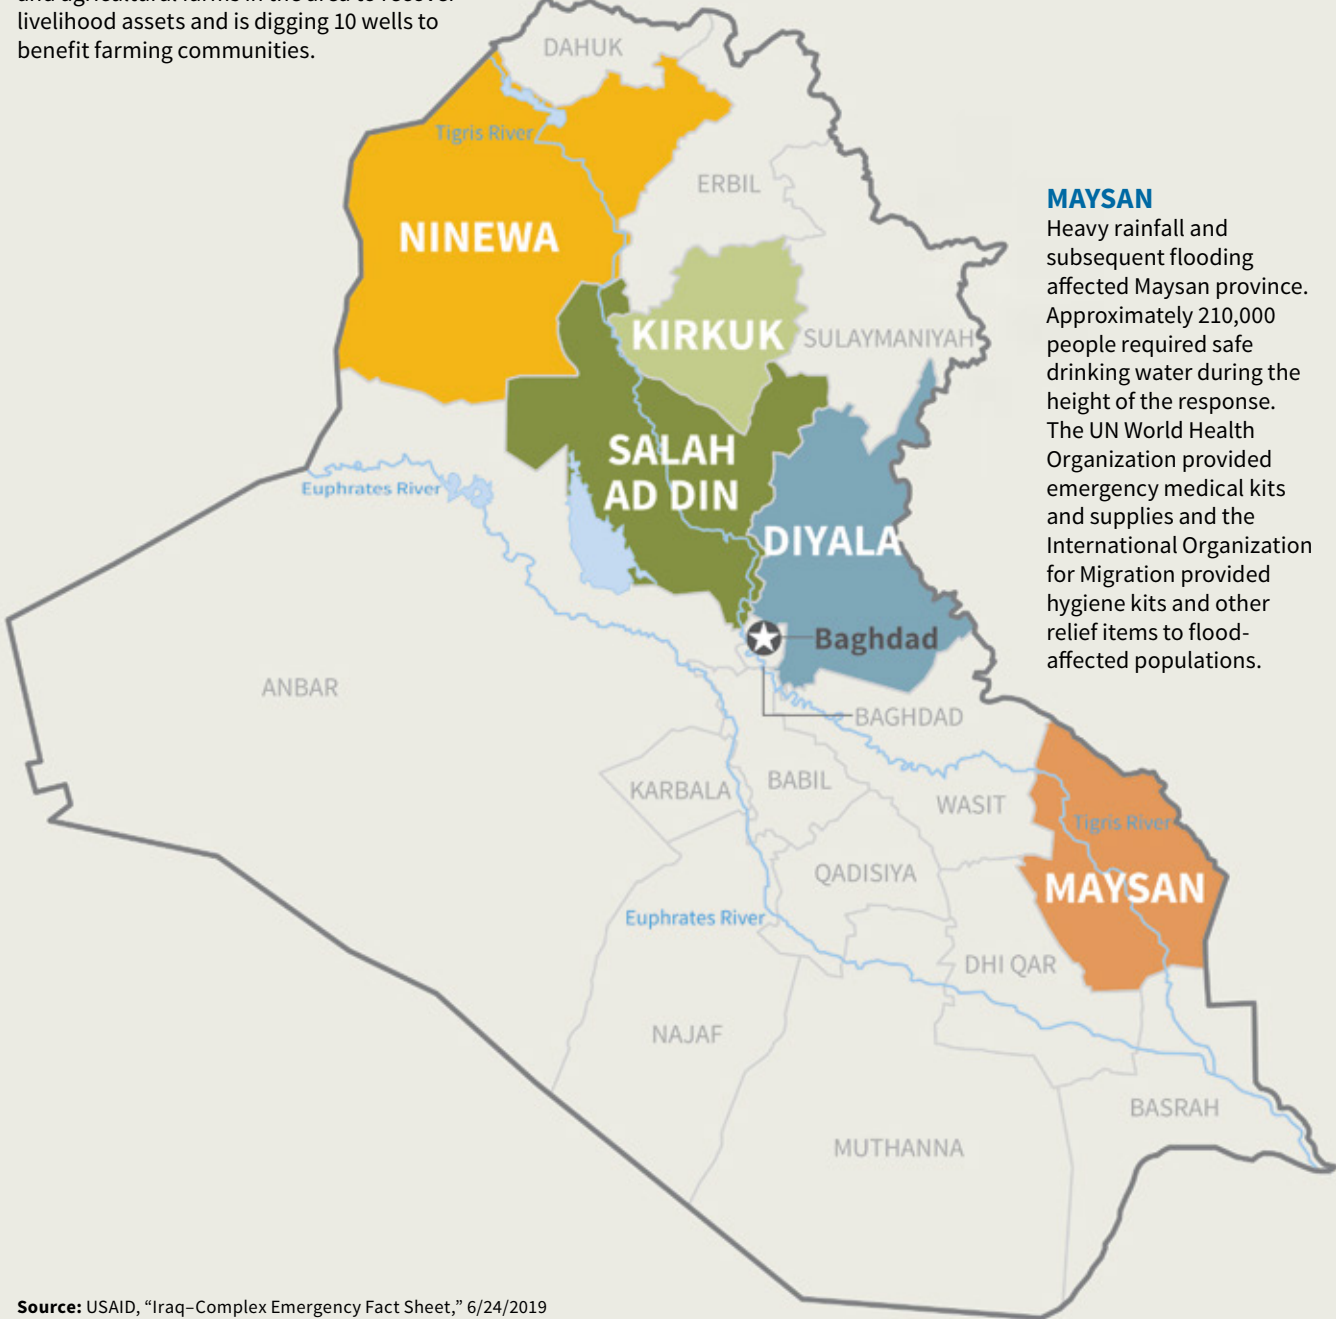 livelihood assets and is digging 10 wells to
benefit farming communities.
DAHUK
Tigris River
ERBIL
NINEWA
KIRKUK
SULAYMANIYAH
SALAH
AD DIN
Euphrates River
DIYALA
Baghdad
ANBAR
BAGHDAD
KARBALA
BABIL
WASIT
Tigris River
QADISIYA
MAYSAN
Euphrates River
DHI QAR
NAJAF
BASRAH
MUTHANNA
MAYSAN
Heavy rainfall and
subsequent flooding
affected Maysan province.
Approximately 210,000
people required safe
drinking water during the
height of the response.
The UN World Health
Organization provided
emergency medical kits
and supplies and the
International Organization
for Migration provided
hygiene kits and other
relief items to flood-
affected populations.
Source: USAID, “Iraq–Complex Emergency Fact Sheet,” 6/24/2019